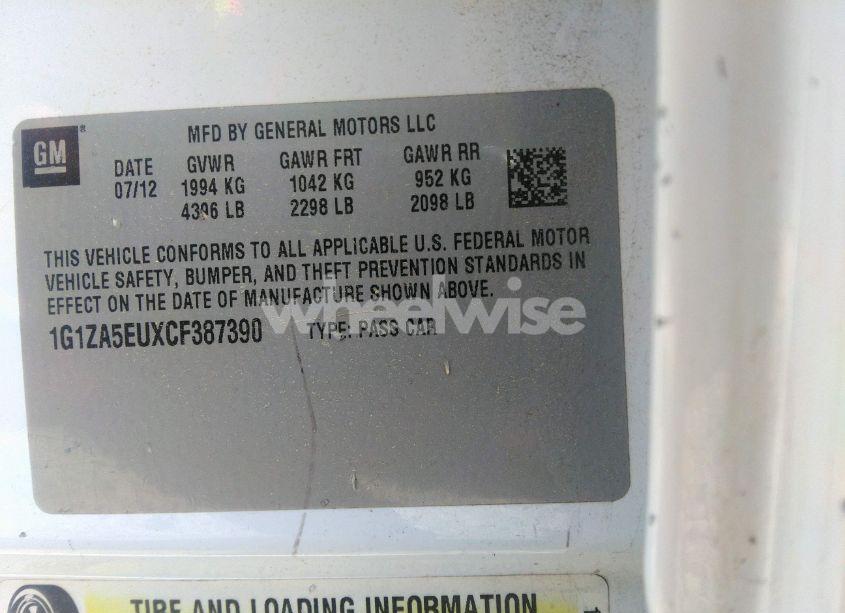 GM
MFD BY GENERAL MOTORS LLC
DATE GVWR GAWR FRT GAWR RR
07/12 1994 KG 1042 KG 952 KG
4396 LB 2298 LB 2098 LB
THIS VEHICLE CONFORMS TO ALL APPLICABLE U.S. FEDERAL MOTOR
VEHICLE SAFETY, BUMPER, AND THEFT PREVENTION STANDARDS IN
EFFECT ON THE DATE OF MANUFACTURE SHOWN ABOVE.
1G1ZA5EUXCF387390 TYPE: PASS CAR
wheelwise
TIRE AND LOADING INFORMATION